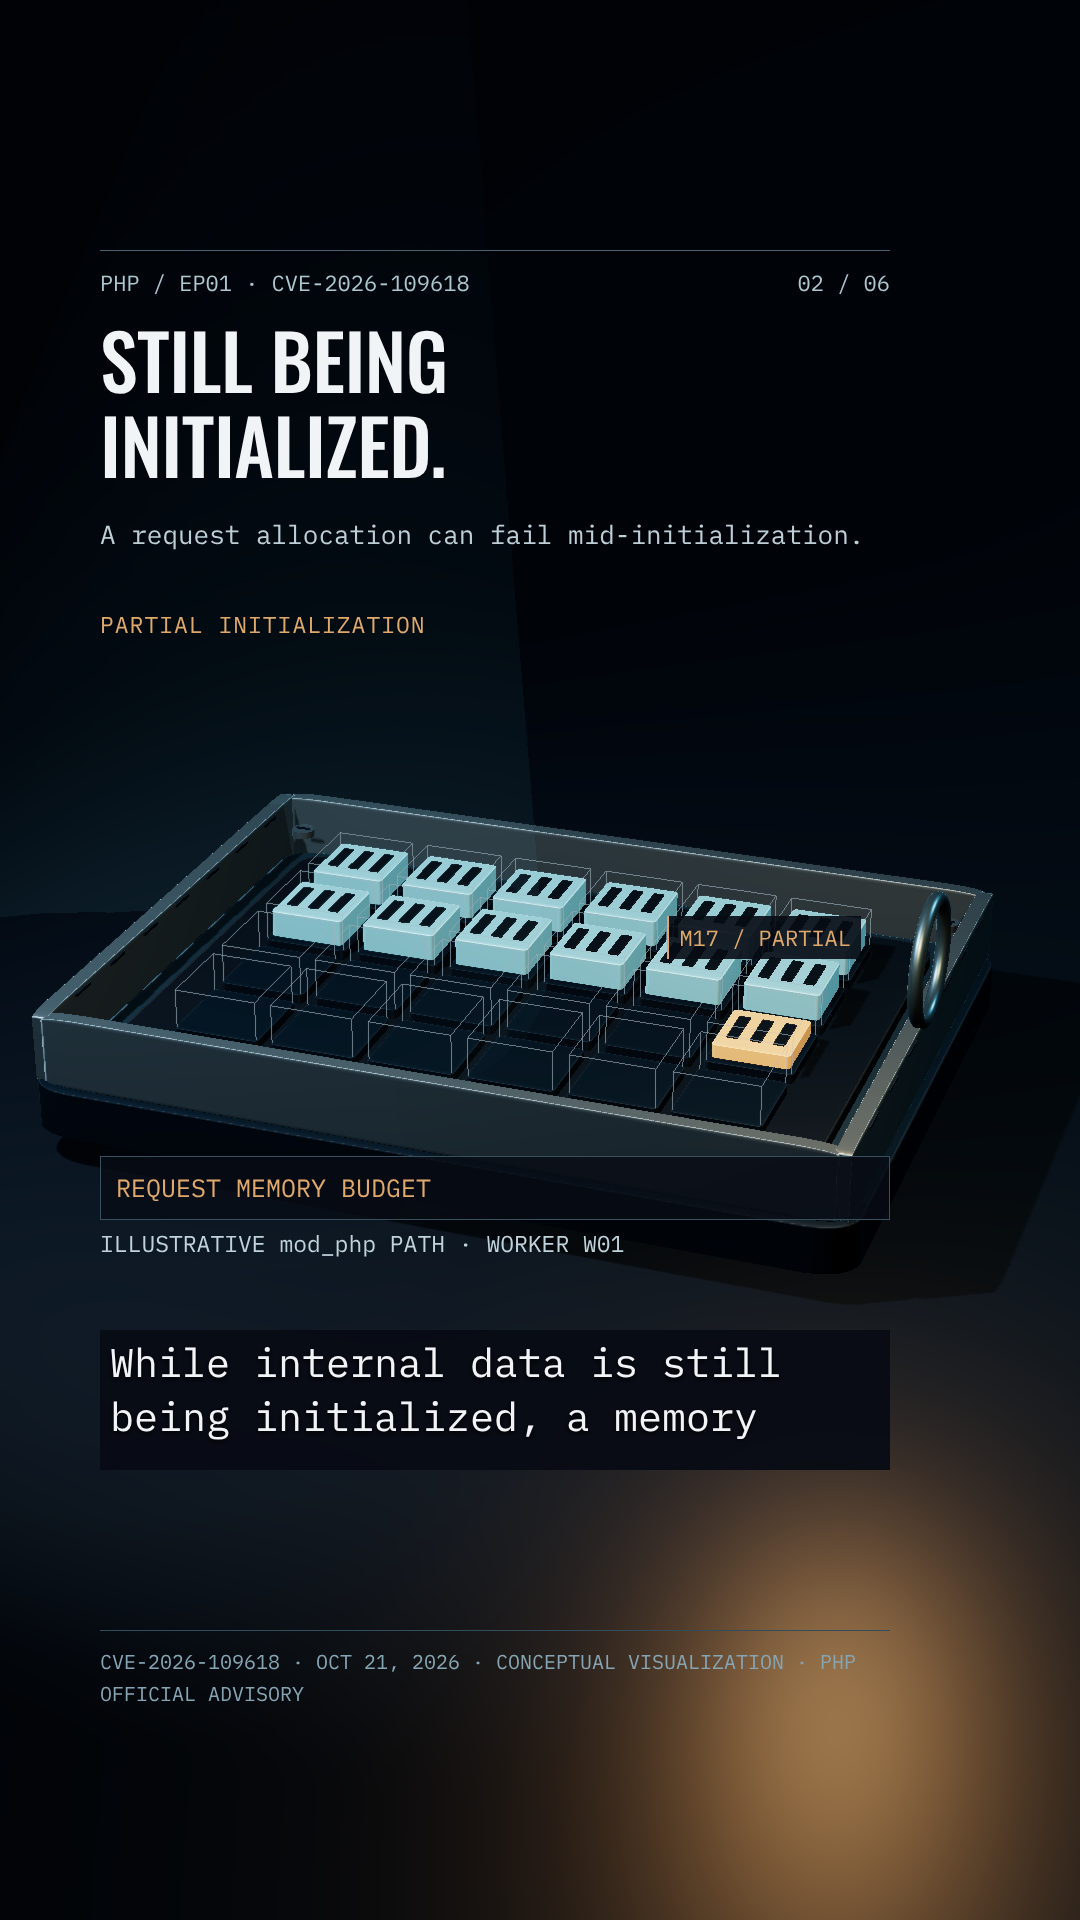 PHP / EP01 · CVE-2026-109618
02 / 06
STILL BEING
INITIALIZED.
A request allocation can fail mid-initialization.
PARTIAL INITIALIZATION
M17 / PARTIAL
REQUEST MEMORY BUDGET
ILLUSTRATIVE mod_php PATH · WORKER W01
While internal data is still
being initialized, a memory
CVE-2026-109618 · OCT 21, 2026 · CONCEPTUAL VISUALIZATION · PHP
OFFICIAL ADVISORY